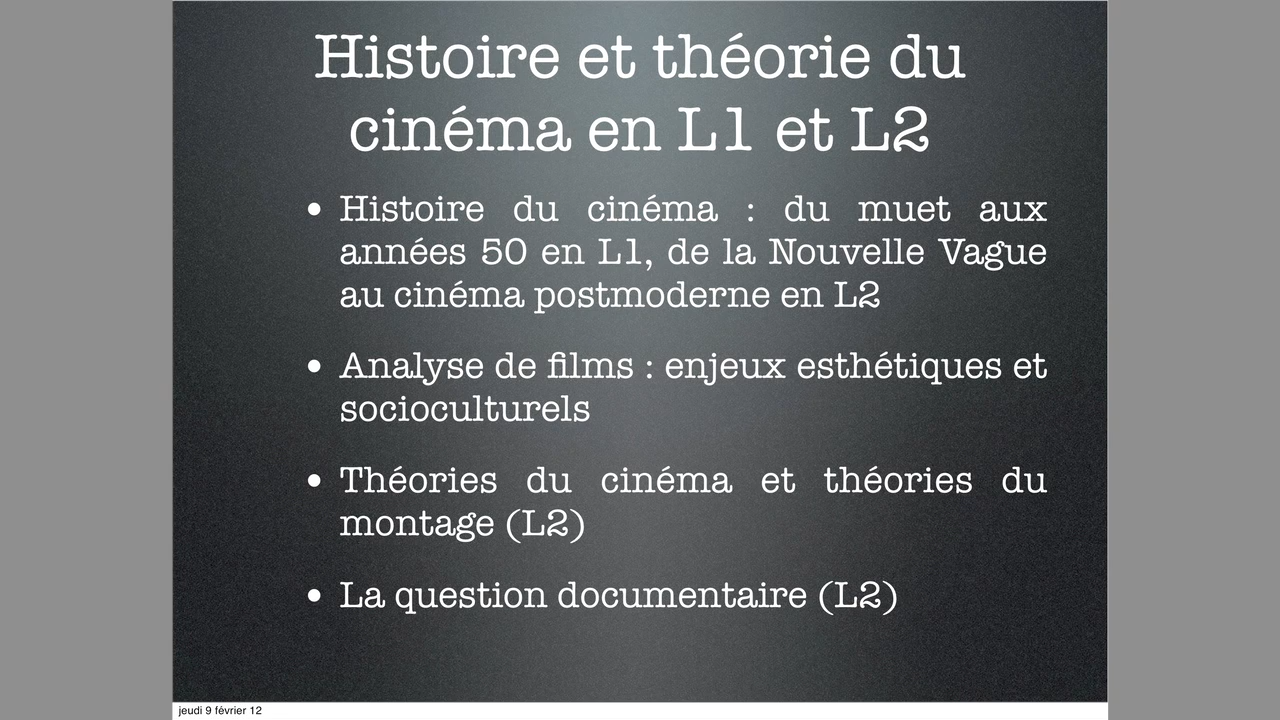 Histoire et théorie du
cinéma en L1 et L2
• Histoire du cinéma : du muet aux
années 50 en L1, de la Nouvelle Vague
au cinéma postmoderne en L2
• Analyse de films : enjeux esthétiques et
socioculturels
• Théories du cinéma et théories du
montage (L2)
• La question documentaire (L2)
jeudi 9 février 12